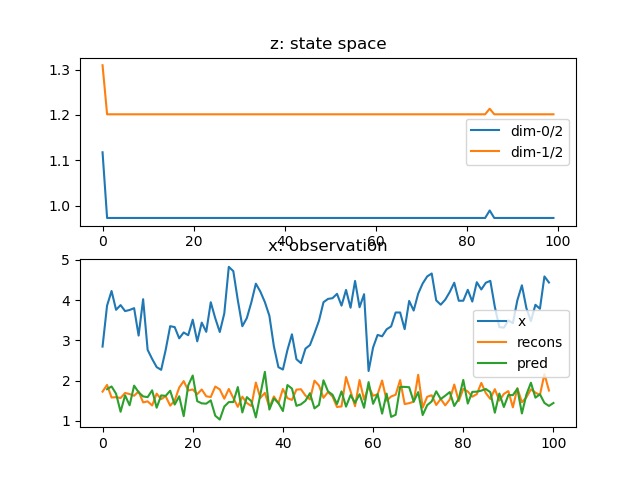 z: state space
1.3
1.2
1.1
1.0
dim-0/2
dim-1/2
0 20 40 60 80 100
x: observation
5
4
3
2
1
x
recons
pred
0 20 40 60 80 100